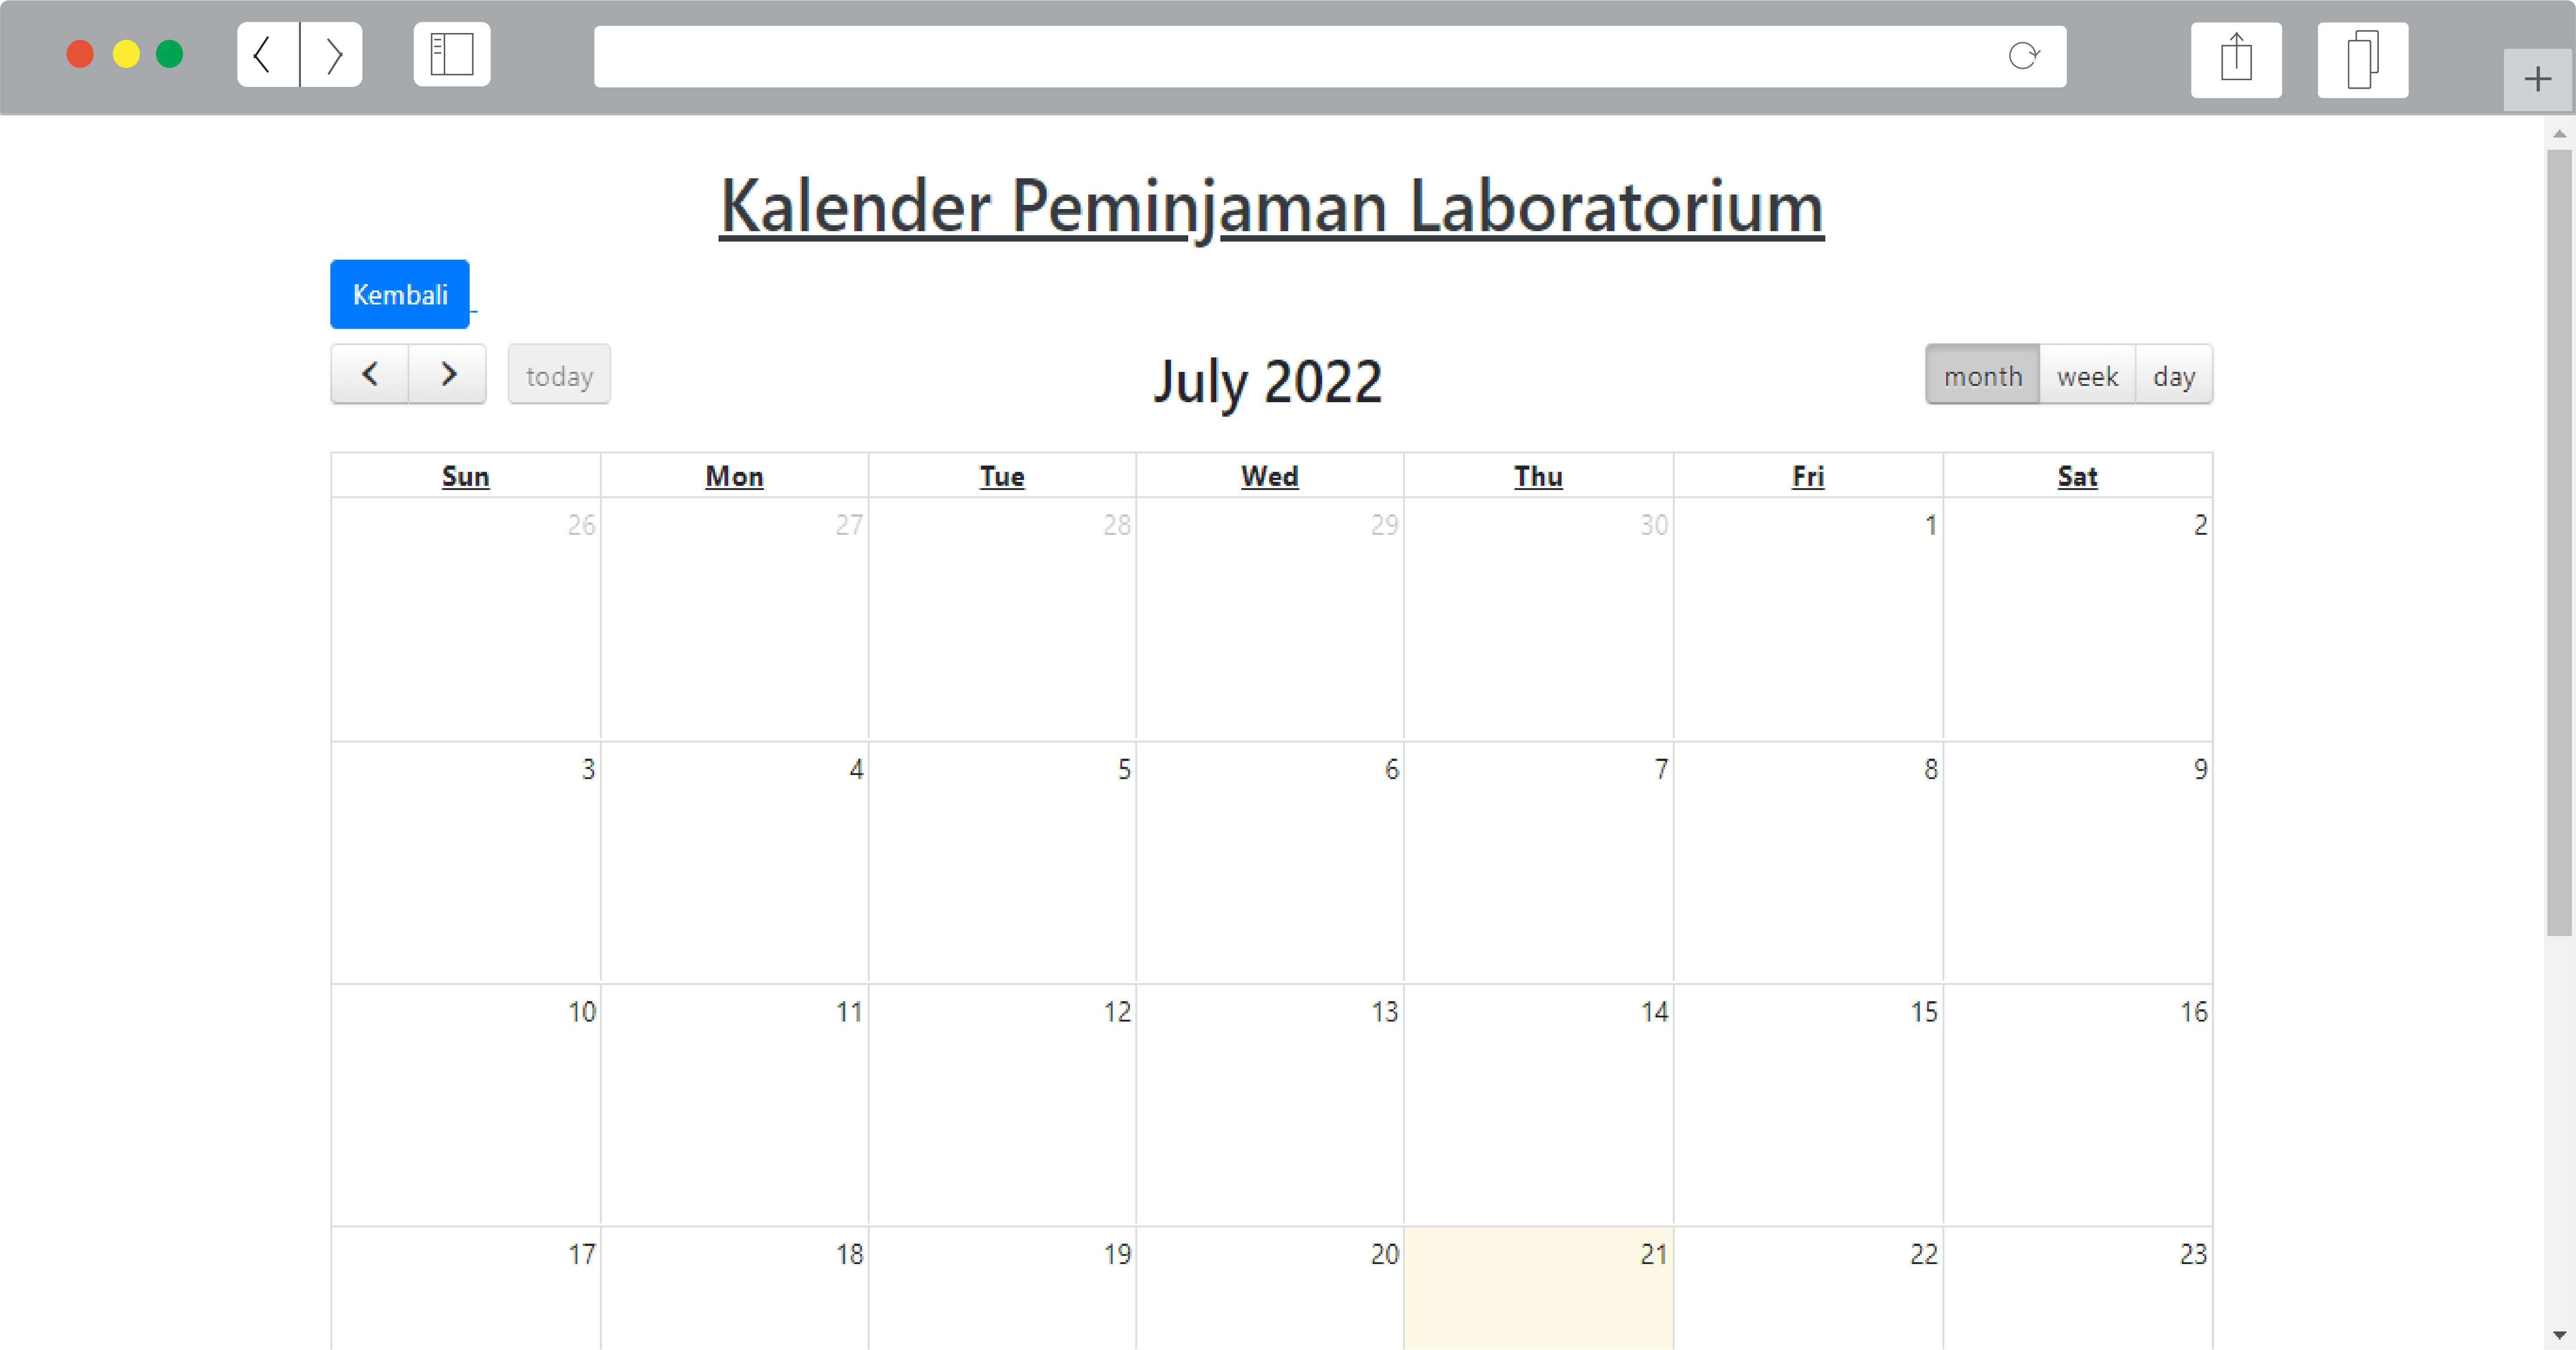 Kalender Peminjaman Laboratorium
Kembali
today
July 2022
month week day
Sun Mon Tue Wed Thu Fri Sat
26 27 28 29 30 1 2
3 4 5 6 7 8 9
10 11 12 13 14 15 16
17 18 19 20 21 22 23